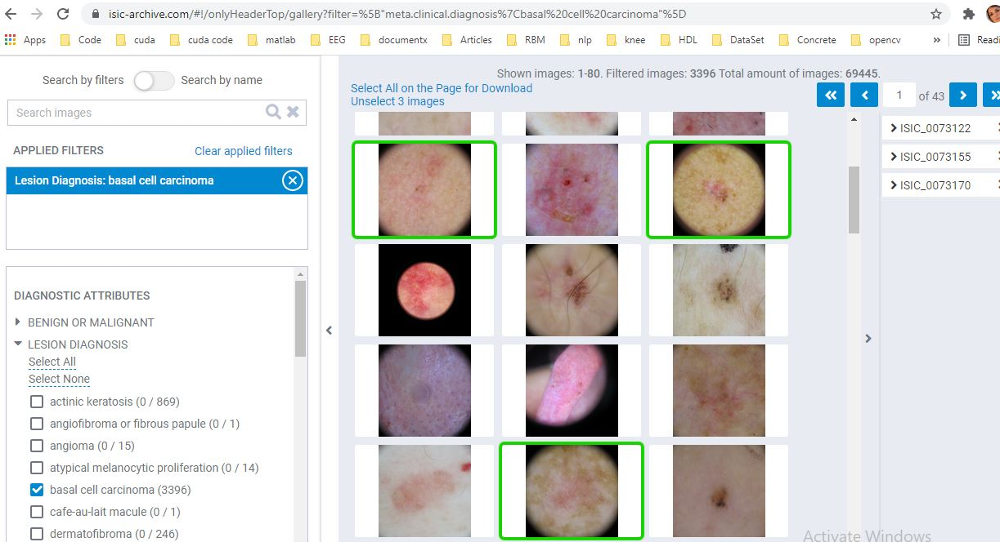 isic-archive.com/#!/onlyHeaderTop/gallery?filter=%5B"meta.clinical.diagnosis%7Cbasal%20cell%20carcinoma"%5D
Apps Code cuda cuda code matlab EEG documentx Articles RBM nlp knee HDL DataSet Concrete opencv » Readi
Search by filters Search by name
Search images
APPLIED FILTERS Clear applied filters
Lesion Diagnosis: basal cell carcinoma
DIAGNOSTIC ATTRIBUTES
BENIGN OR MALIGNANT
LESION DIAGNOSIS
Select All
Select None
actinic keratosis (0 / 869)
angiofibroma or fibrous papule (0 / 1)
angioma (0 / 15)
atypical melanocytic proliferation (0 / 14)
basal cell carcinoma (3396)
cafe-au-lait macule (0 / 1)
dermatofibroma (0 / 246)
Shown images: 1-80. Filtered images: 3396 Total amount of images: 69445.
Select All on the Page for Download
Unselect 3 images
1 of 43
ISIC_0073122
ISIC_0073155
ISIC_0073170
Activate Windows